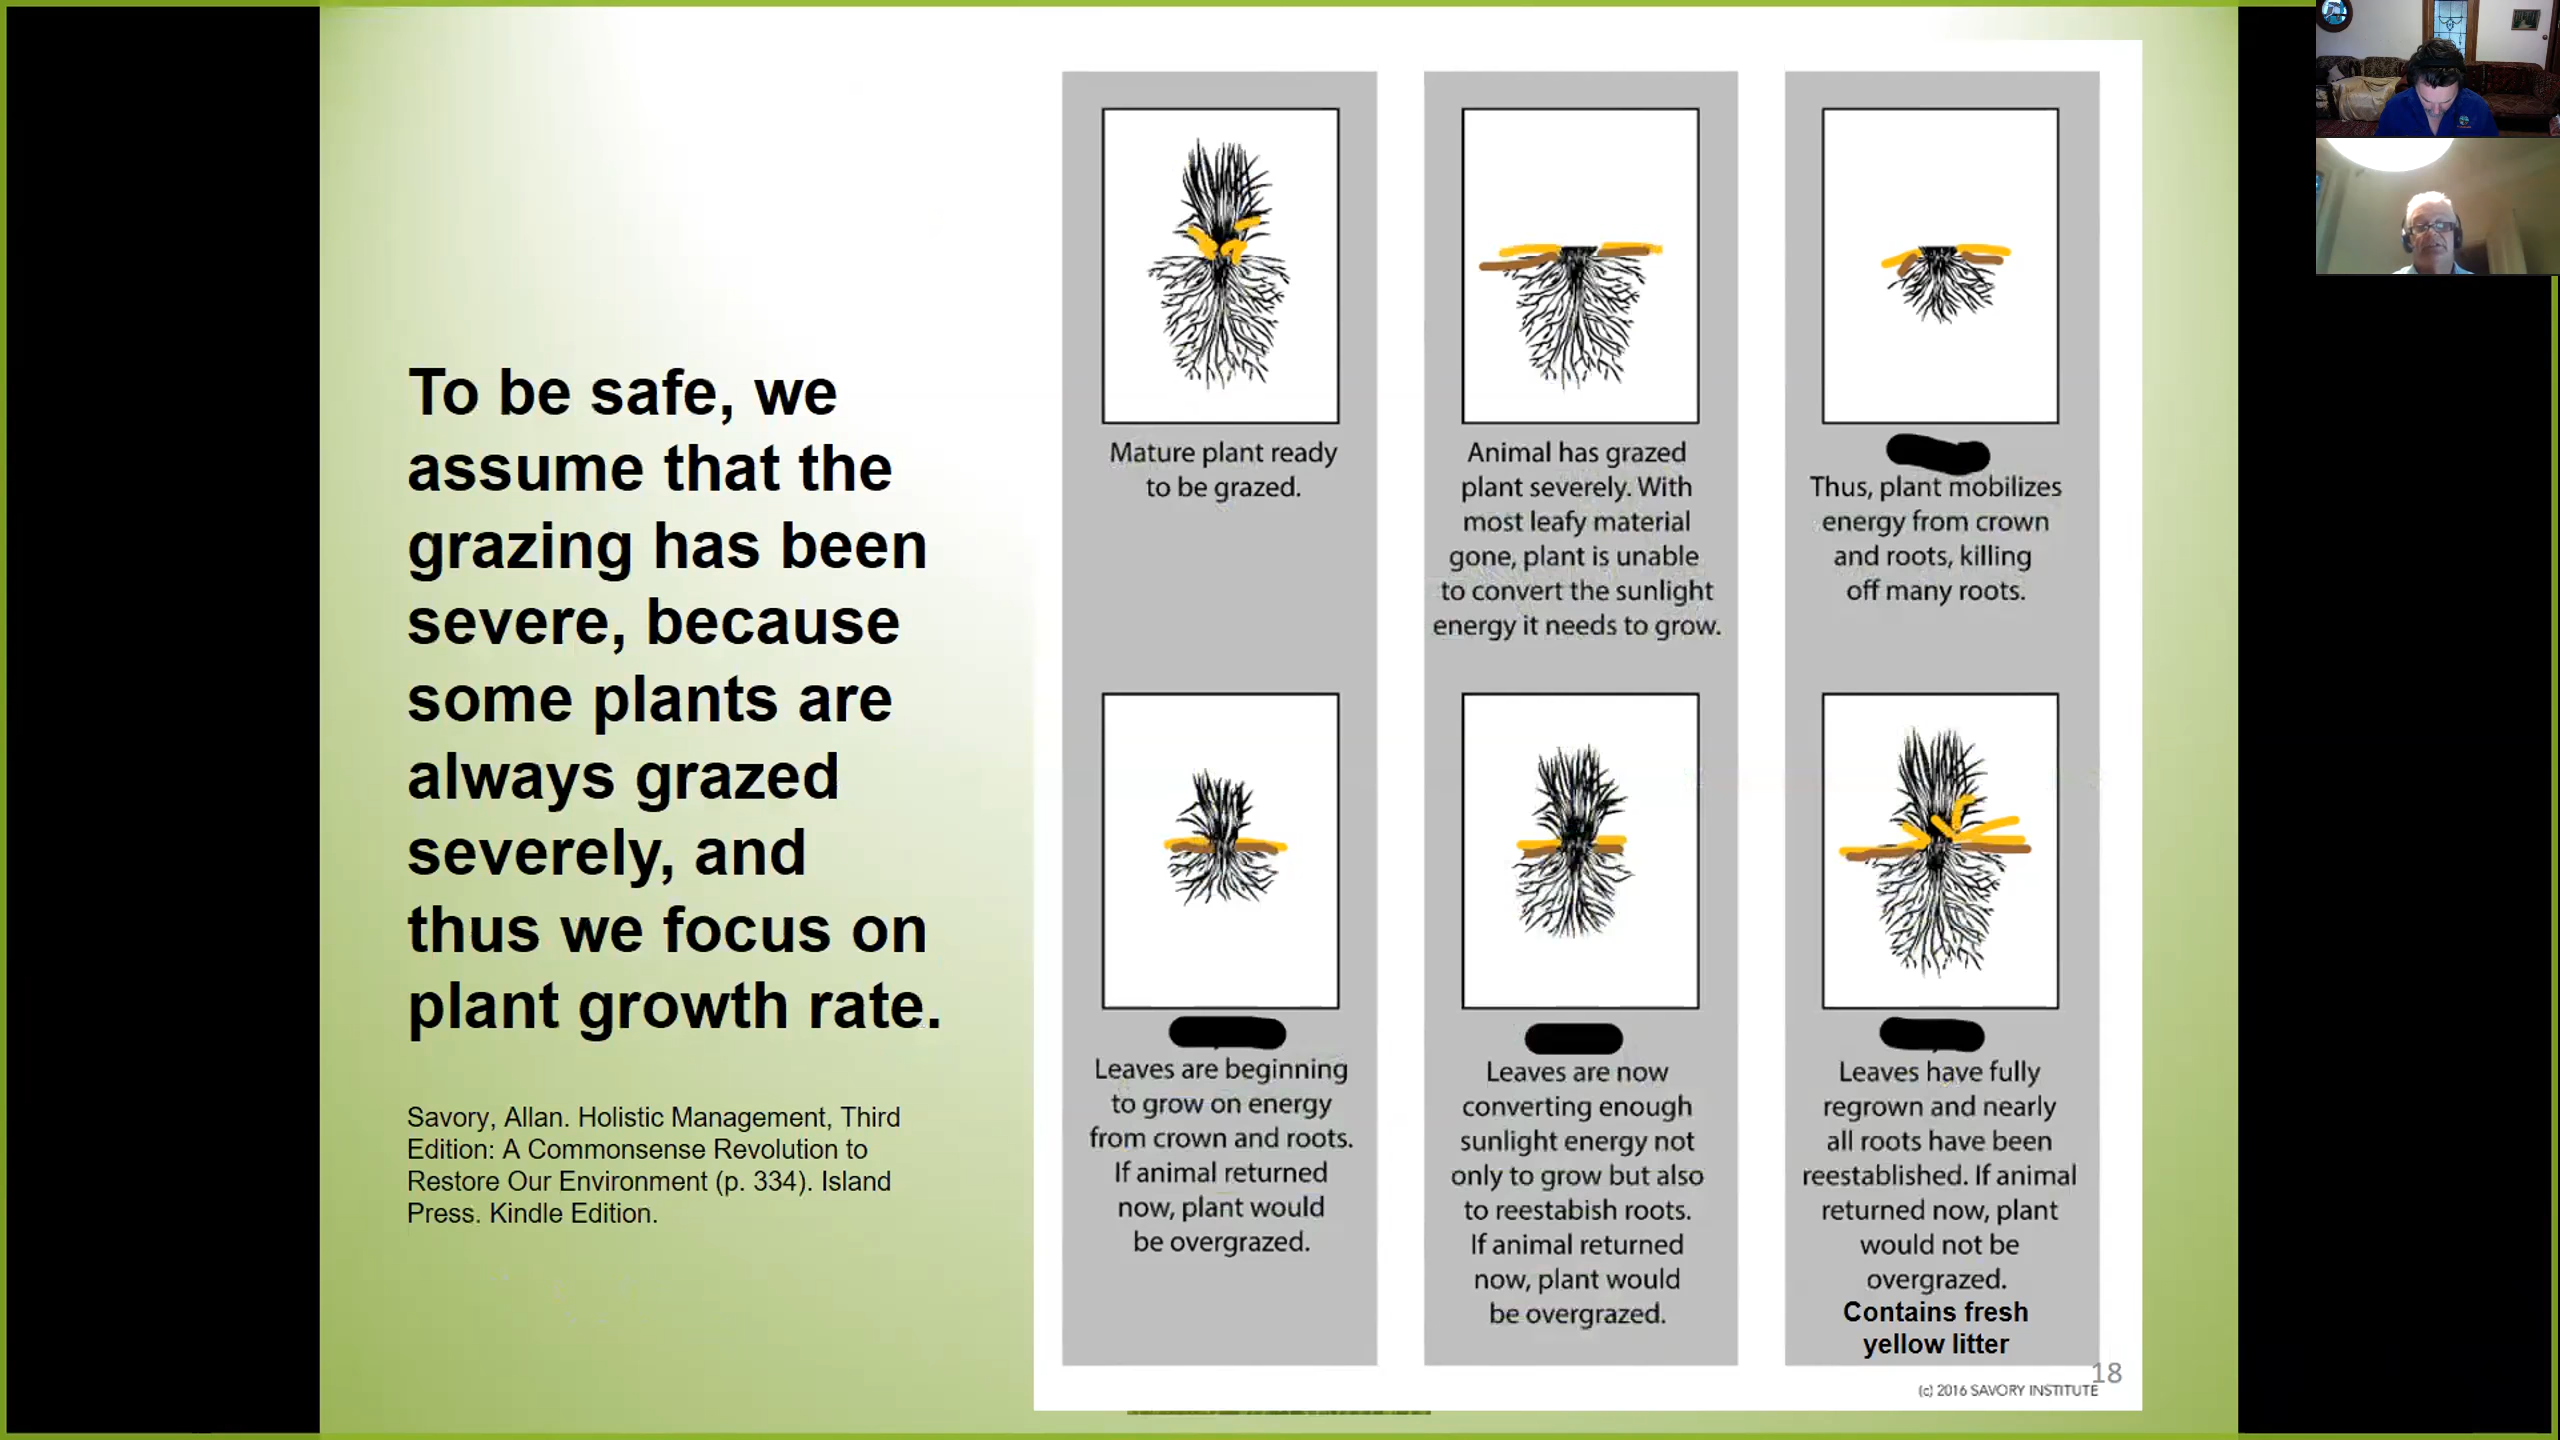 To be safe, we
assume that the
grazing has been
severe, because
some plants are
always grazed
severely, and
thus we focus on
plant growth rate.
Savory, Allan. Holistic Management, Third
Edition: A Commonsense Revolution to
Restore Our Environment (p. 334). Island
Press. Kindle Edition.
Mature plant ready
to be grazed.
Animal has grazed
plant severely. With
most leafy material
gone, plant is unable
to convert the sunlight
energy it needs to grow.
Thus, plant mobilizes
energy from crown
and roots, killing
off many roots.
Leaves are beginning
to grow on energy
from crown and roots.
If animal returned
now, plant would
be overgrazed.
Leaves are now
converting enough
sunlight energy not
only to grow but also
to reestabish roots.
If animal returned
now, plant would
be overgrazed.
Leaves have fully
regrown and nearly
all roots have been
reestablished. If animal
returned now, plant
would not be
overgrazed.
Contains fresh
yellow litter
18
(c) 2016 SAVORY INSTITUTE